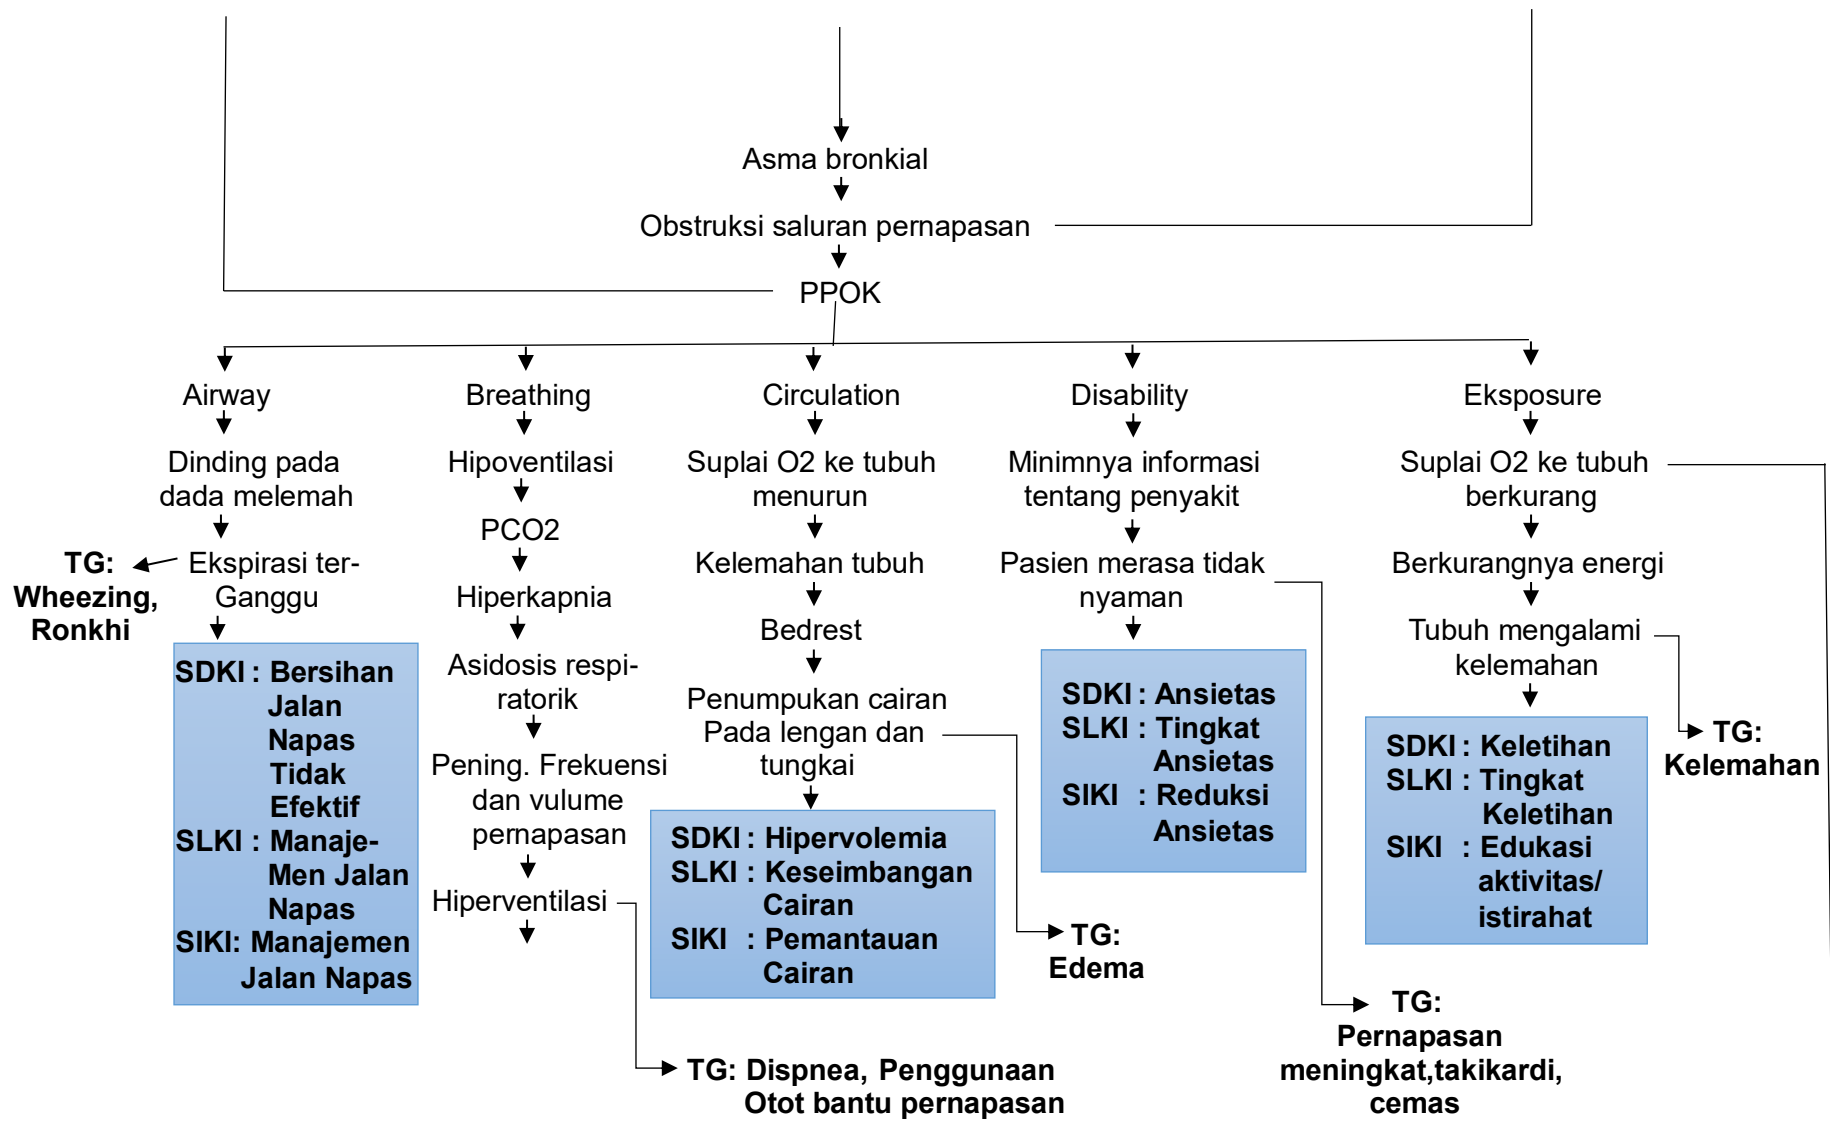 Asma bronkial
Obstruksi saluran pernapasan
PPOK
Airway
Dinding pada
dada melemah
Ekspirasi ter-
Ganggu
TG:
Wheezing,
Ronkhi
SDKI : Bersihan
Jalan
Napas
Tidak
Efektif
SLKI : Manaje-
Men Jalan
Napas
SIKI: Manajemen
Jalan Napas
Breathing
Hipoventilasi
PCO2
Hiperkapnia
Asidosis respi-
ratorik
Pening. Frekuensi
dan vulume
pernapasan
Hiperventilasi
TG: Dispnea, Penggunaan
Otot bantu pernapasan
Circulation
Suplai O2 ke tubuh
menurun
Kelemahan tubuh
Bedrest
Penumpukan cairan
Pada lengan dan
tungkai
SDKI : Hipervolemia
SLKI : Keseimbangan
Cairan
SIKI : Pemantauan
Cairan
TG:
Edema
Disability
Minimnya informasi
tentang penyakit
Pasien merasa tidak
nyaman
SDKI : Ansietas
SLKI : Tingkat
Ansietas
SIKI : Reduksi
Ansietas
TG:
Pernapasan
meningkat,takikardi,
cemas
Eksposure
Suplai O2 ke tubuh
berkurang
Berkurangnya energi
Tubuh mengalami
kelemahan
SDKI : Keletihan
SLKI : Tingkat
Keletihan
SIKI : Edukasi
aktivitas/
istirahat
TG:
Kelemahan